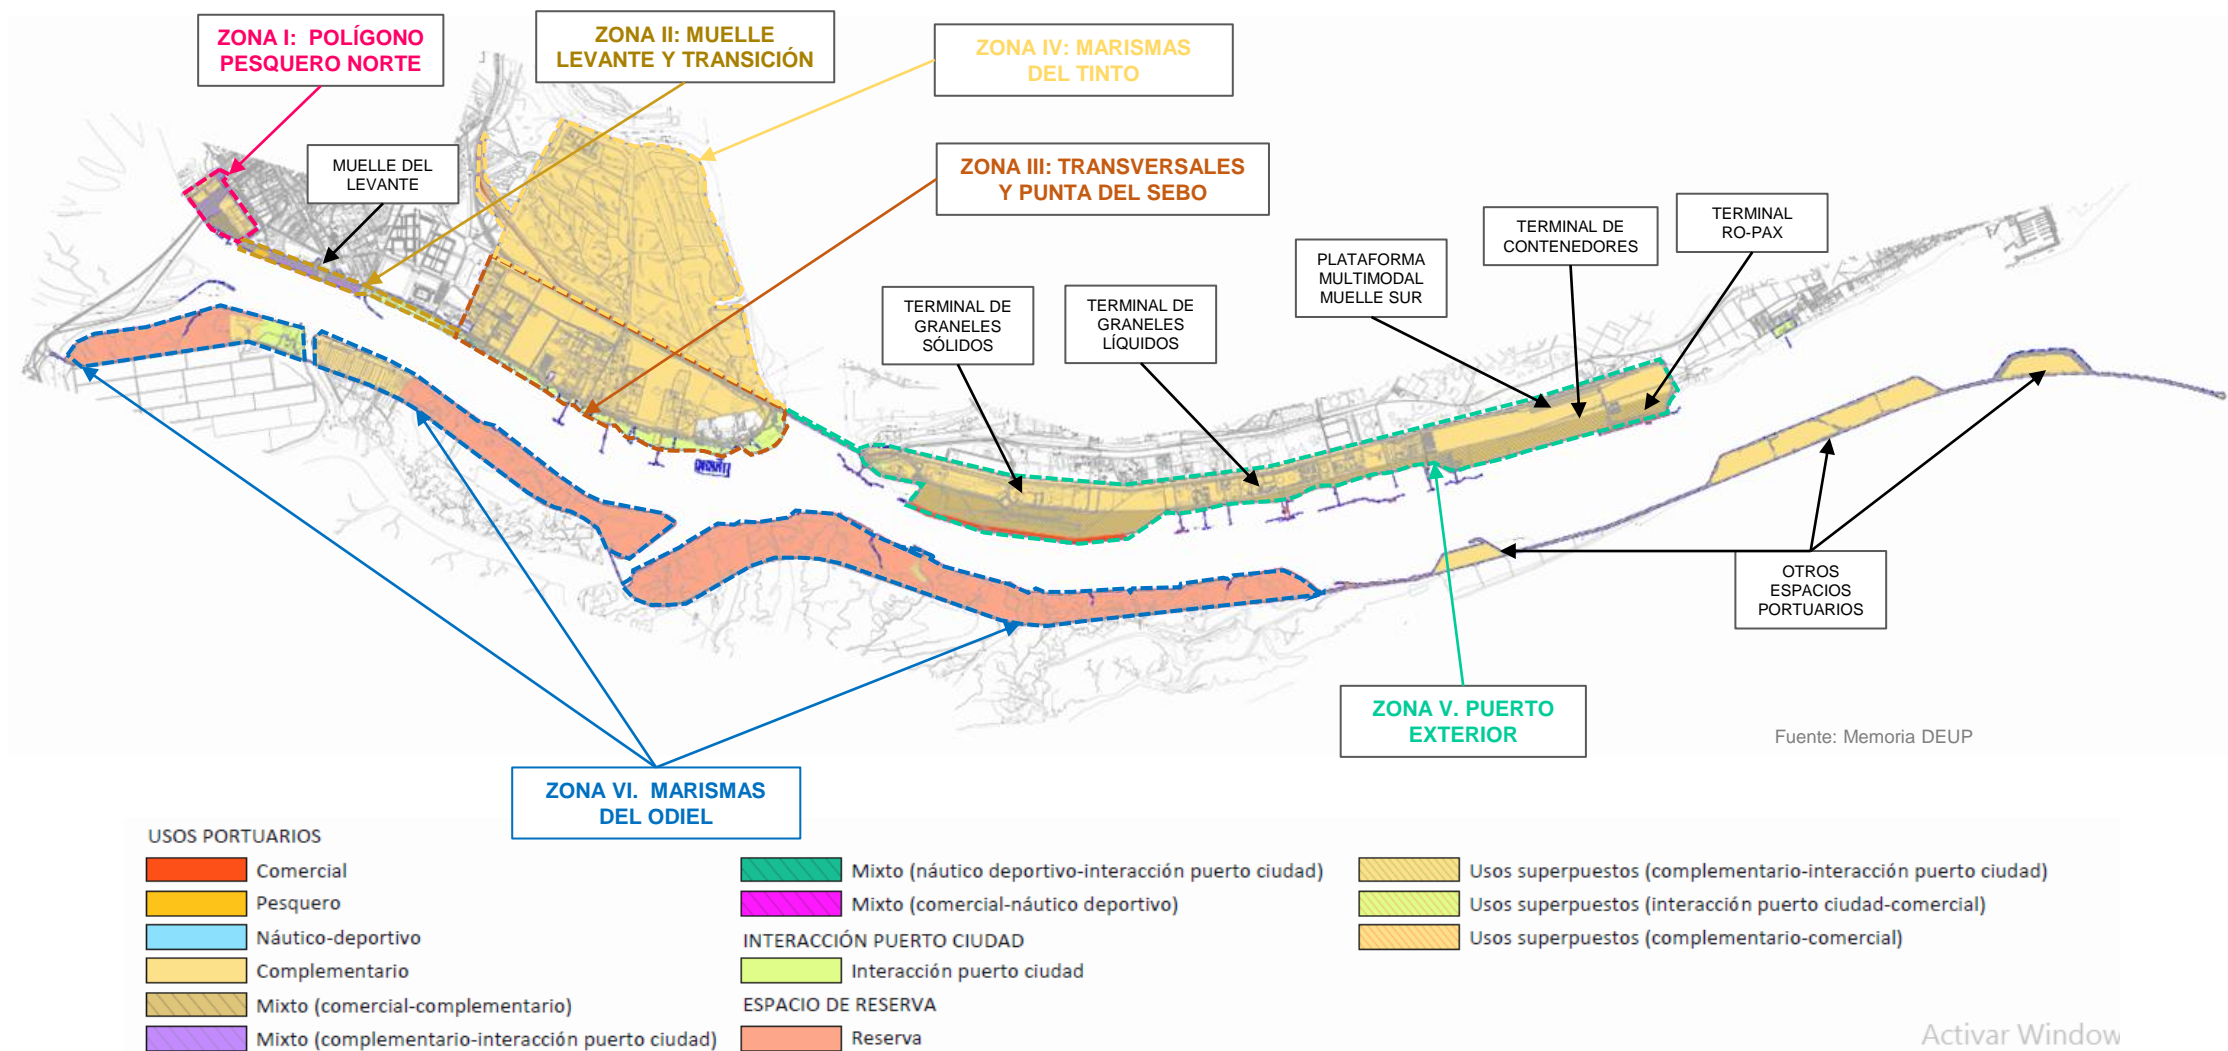 ZONA I: POLÍGONO
PESQUERO NORTE
ZONA II: MUELLE
LEVANTE Y TRANSICIÓN
ZONA IV: MARISMAS
DEL TINTO
MUELLE DEL
LEVANTE
ZONA III: TRANSVERSALES
Y PUNTA DEL SEBO
TERMINAL DE
GRANELES
SÓLIDOS
TERMINAL DE
GRANELES
LÍQUIDOS
PLATAFORMA
MULTIMODAL
MUELLE SUR
TERMINAL DE
CONTENEDORES
TERMINAL
RO-PAX
OTROS
ESPACIOS
PORTUARIOS
ZONA V. PUERTO
EXTERIOR
Fuente: Memoria DEUP
ZONA VI. MARISMAS
DEL ODIEL
USOS PORTUARIOS
Comercial
Pesquero
Náutico-deportivo
Complementario
Mixto (comercial-complementario)
Mixto (complementario-interacción puerto ciudad)
Mixto (náutico deportivo-interacción puerto ciudad)
Mixto (comercial-náutico deportivo)
INTERACCIÓN PUERTO CIUDAD
Interacción puerto ciudad
ESPACIO DE RESERVA
Reserva
Usos superpuestos (complementario-interacción puerto ciudad)
Usos superpuestos (interacción puerto ciudad-comercial)
Usos superpuestos (complementario-comercial)
Activar Window